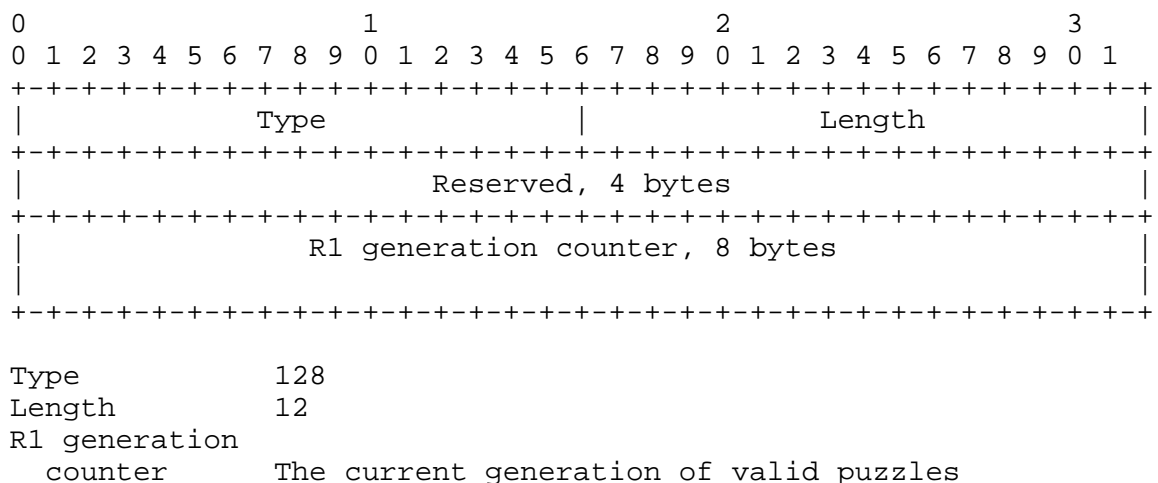 0                   1                   2                   3
0 1 2 3 4 5 6 7 8 9 0 1 2 3 4 5 6 7 8 9 0 1 2 3 4 5 6 7 8 9 0 1
+-+-+-+-+-+-+-+-+-+-+-+-+-+-+-+-+-+-+-+-+-+-+-+-+-+-+-+-+-+-+-+-+
|             Type              |             Length            |
+-+-+-+-+-+-+-+-+-+-+-+-+-+-+-+-+-+-+-+-+-+-+-+-+-+-+-+-+-+-+-+-+
|                       Reserved, 4 bytes                       |
+-+-+-+-+-+-+-+-+-+-+-+-+-+-+-+-+-+-+-+-+-+-+-+-+-+-+-+-+-+-+-+-+
|                R1 generation counter, 8 bytes                 |
|                                                               |
+-+-+-+-+-+-+-+-+-+-+-+-+-+-+-+-+-+-+-+-+-+-+-+-+-+-+-+-+-+-+-+-+
Type           128
Length         12
R1 generation
  counter      The current generation of valid puzzles